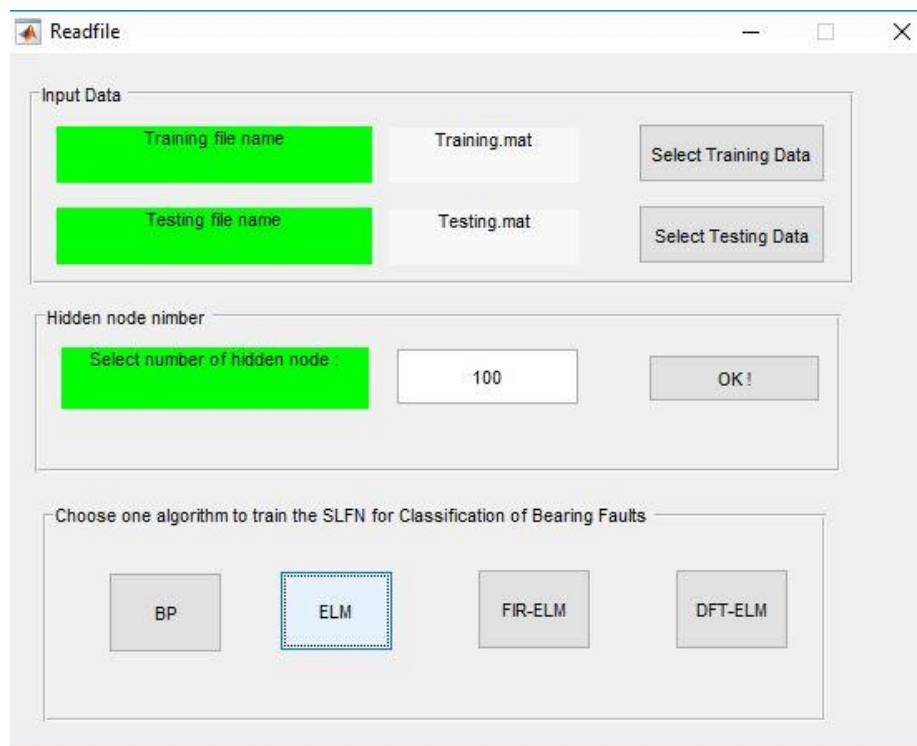 Readfile
Input Data
Training file name
Training.mat
Select Training Data
Testing file name
Testing.mat
Select Testing Data
Hidden node nimber
Select number of hidden node :
100
OK !
Choose one algorithm to train the SLFN for Classification of Bearing Faults
BP
ELM
FIR-ELM
DFT-ELM